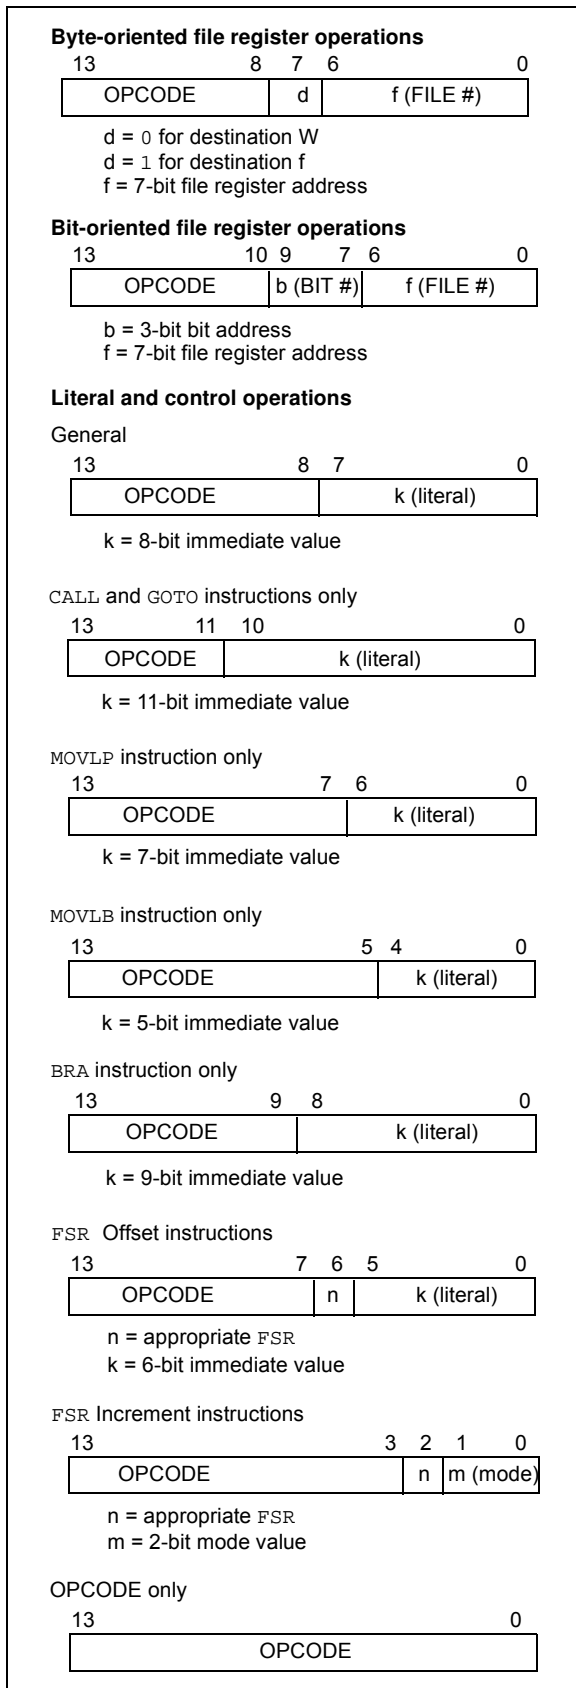 Byte-oriented file register operations
13 8 7 6 0
OPCODE d f (FILE #)
d = 0 for destination W
d = 1 for destination f
f = 7-bit file register address
Bit-oriented file register operations
13 10 9 7 6 0
OPCODE b (BIT #) f (FILE #)
b = 3-bit bit address
f = 7-bit file register address
Literal and control operations
General
13 8 7 0
OPCODE k (literal)
k = 8-bit immediate value
CALL and GOTO instructions only
13 11 10 0
OPCODE k (literal)
k = 11-bit immediate value
MOVLP instruction only
13 7 6 0
OPCODE k (literal)
k = 7-bit immediate value
MOVLB instruction only
13 5 4 0
OPCODE k (literal)
k = 5-bit immediate value
BRA instruction only
13 9 8 0
OPCODE k (literal)
k = 9-bit immediate value
FSR Offset instructions
13 7 6 5 0
OPCODE n k (literal)
n = appropriate FSR
k = 6-bit immediate value
FSR Increment instructions
13 3 2 1 0
OPCODE n m (mode)
n = appropriate FSR
m = 2-bit mode value
OPCODE only
13 0
OPCODE